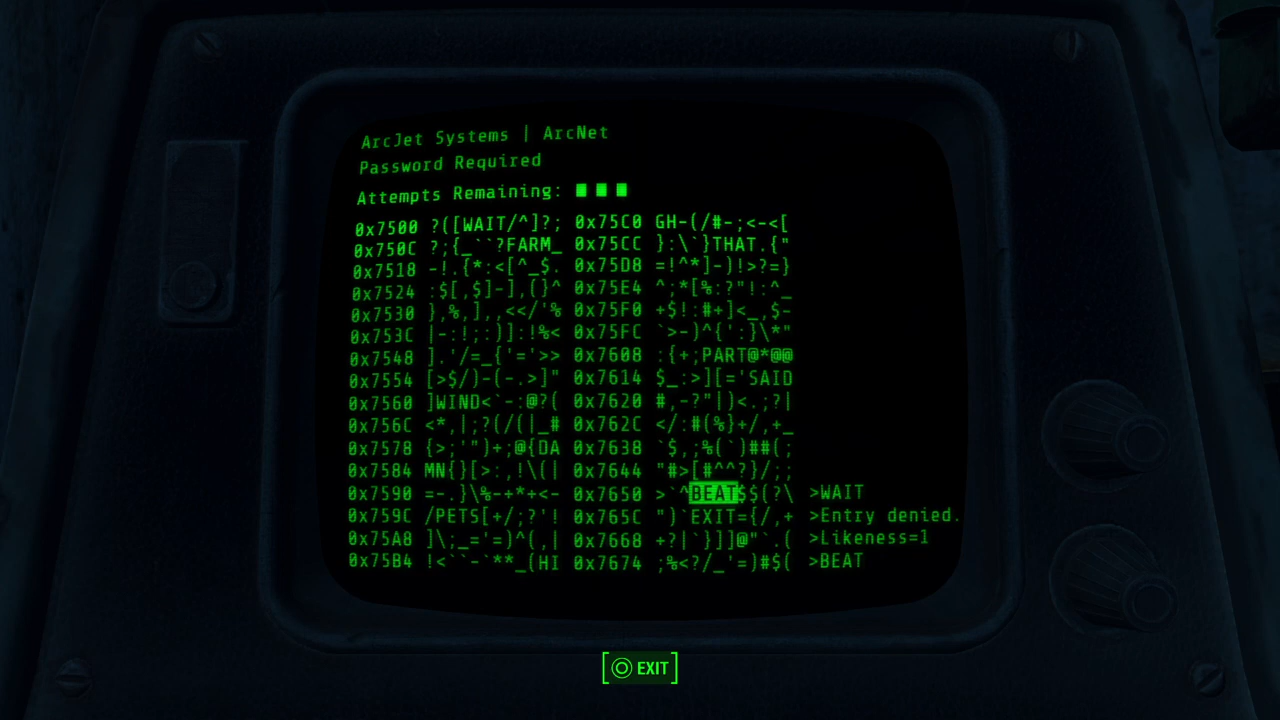 ArcJet Systems | ArcNet
Password Required
Attempts Remaining: ■ ■ ■
0x7500 ?([WAIT/^]?; 0x75C0 GH-(/#-;<-<[
0x750C ?;{_``?FARM_ 0x75CC }:\`}THAT.{"
0x7518 -!.{*:<[^_$. 0x75D8 =!^*]-)!>?=}
0x7524 :$[,$]-],(}^ 0x75E4 ^;*[%:?"!:^_
0x7530 },%,],,<</'% 0x75F0 +$!:#+]<_,$-
0x753C |-:!;:)]:!%< 0x75FC `>-)^{':}\*"
0x7548 ].'/=_{'='>> 0x7608 :{+;PART@*@@
0x7554 [>$/)-(-.>]" 0x7614 $_:>][='SAID
0x7560 ]WIND<`-:@?( 0x7620 #,-?"|)<.;?|
0x756C <*,|;?(/(|_# 0x762C </:#(%}+/,+_
0x7578 {>;'")+;@{DA 0x7638 `$,;%(`)##(;
0x7584 MN{}[>:,!\(| 0x7644 "#>[#^^?}/;;
0x7590 =-.}\%-+*+<- 0x7650 >`^BEAT$$(?\ >WAIT
0x759C /PETS[+/;?'! 0x765C ")`EXIT={/,+ >Entry denied.
0x75A8 ]\;_='=)^(,| 0x7668 +?|`}]]@"`.( >Likeness=1
0x75B4 !<``-`**_(HI 0x7674 ;%<?/_'=)#$( >BEAT
EXIT